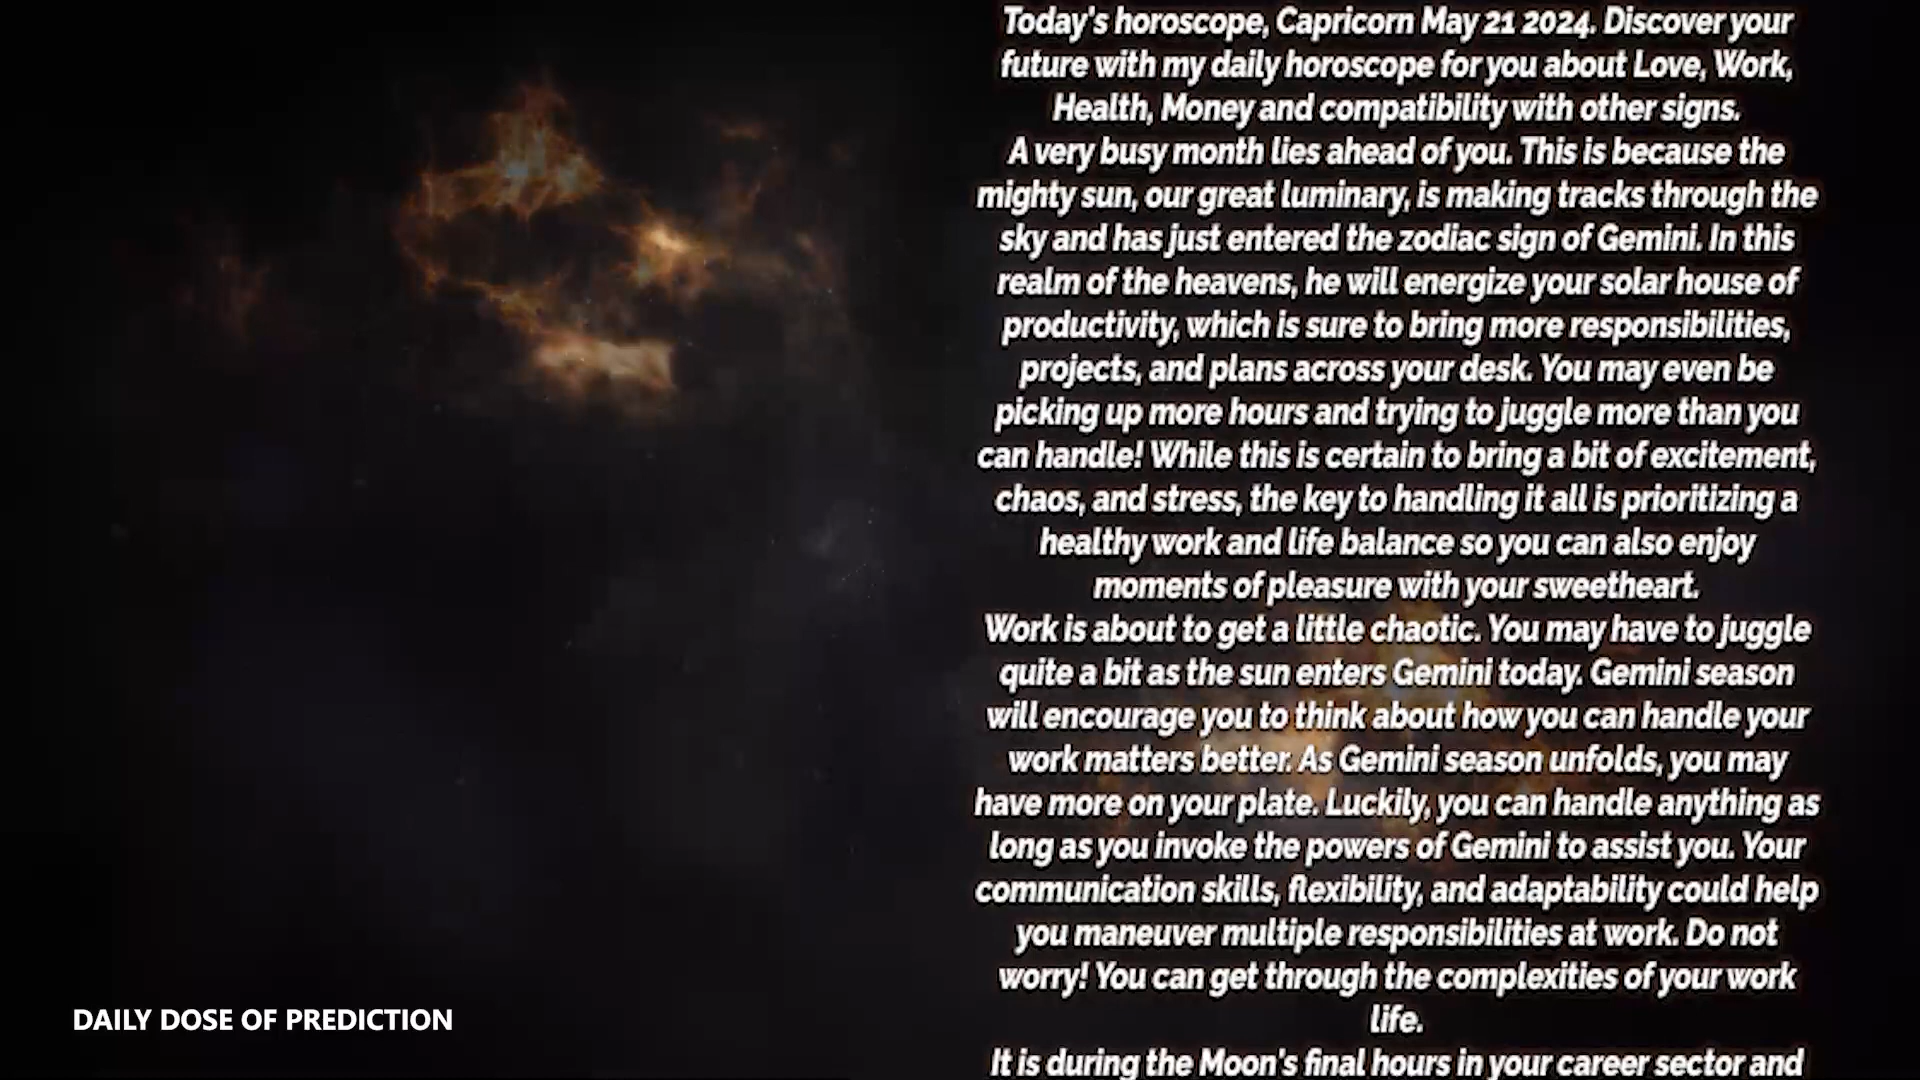 Today's horoscope, Capricorn May 21 2024. Discover your
future with my daily horoscope for you about Love, Work,
Health, Money and compatibility with other signs.
A very busy month lies ahead of you. This is because the
mighty sun, our great luminary, is making tracks through the
sky and has just entered the zodiac sign of Gemini. In this
realm of the heavens, he will energize your solar house of
productivity, which is sure to bring more responsibilities,
projects, and plans across your desk. You may even be
picking up more hours and trying to juggle more than you
can handle! While this is certain to bring a bit of excitement,
chaos, and stress, the key to handling it all is prioritizing a
healthy work and life balance so you can also enjoy
moments of pleasure with your sweetheart.
Work is about to get a little chaotic. You may have to juggle
quite a bit as the sun enters Gemini today. Gemini season
will encourage you to think about how you can handle your
work matters better. As Gemini season unfolds, you may
have more on your plate. Luckily, you can handle anything as
long as you invoke the powers of Gemini to assist you. Your
communication skills, flexibility, and adaptability could help
you maneuver multiple responsibilities at work. Do not
worry! You can get through the complexities of your work
life.
It is during the Moon's final hours in your career sector and
DAILY DOSE OF PREDICTION